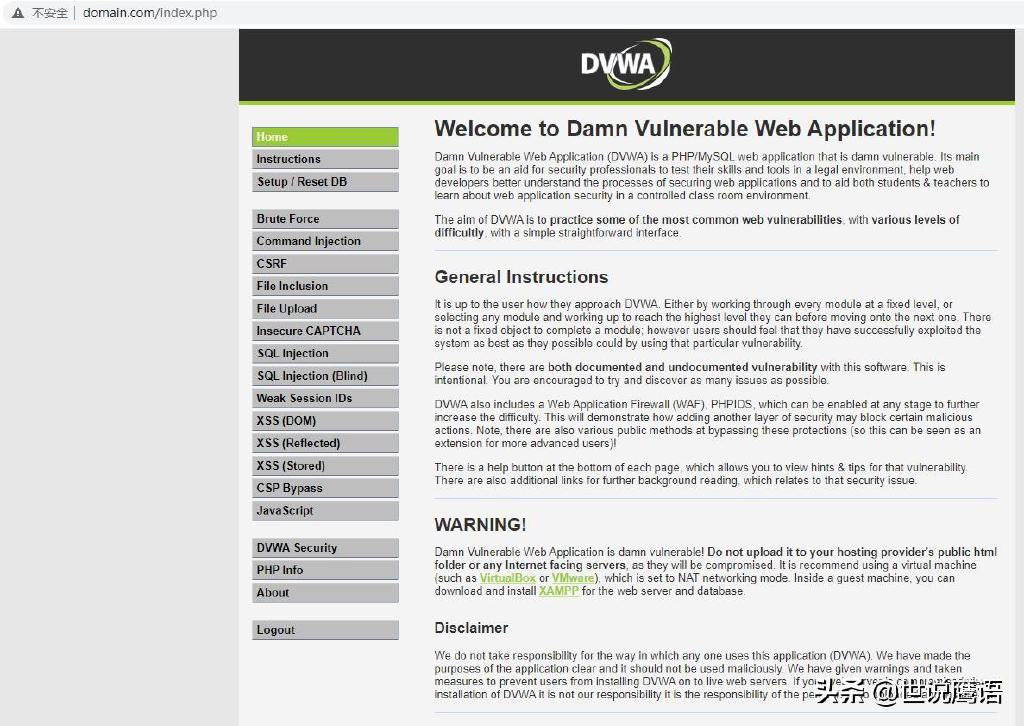 不安全 domain.com/index.php
DVWA
Home
Instructions
Setup / Reset DB
Brute Force
Command Injection
CSRF
File Inclusion
File Upload
Insecure CAPTCHA
SQL Injection
SQL Injection (Blind)
Weak Session IDs
XSS (DOM)
XSS (Reflected)
XSS (Stored)
CSP Bypass
JavaScript
DVWA Security
PHP Info
About
Logout
Welcome to Damn Vulnerable Web Application!
Damn Vulnerable Web Application (DVWA) is a PHP/MySQL web application that is damn vulnerable. Its main
goal is to be an aid for security professionals to test their skills and tools in a legal environment, help web
developers better understand the processes of securing web applications and to aid both students & teachers to
learn about web application security in a controlled class room environment.
The aim of DVWA is to practice some of the most common web vulnerabilities, with various levels of
difficultly, with a simple straightforward interface.
General Instructions
It is up to the user how they approach DVWA. Either by working through every module at a fixed level, or
selecting any module and working up to reach the highest level they can before moving onto the next one. There
is not a fixed object to complete a module; however users should feel that they have successfully exploited the
system as best as they possible could by using that particular vulnerability.
Please note, there are both documented and undocumented vulnerability with this software. This is
intentional. You are encouraged to try and discover as many issues as possible.
DVWA also includes a Web Application Firewall (WAF), PHPIDS, which can be enabled at any stage to further
increase the difficulty. This will demonstrate how adding another layer of security may block certain malicious
actions. Note, there are also various public methods at bypassing these protections (so this can be seen as an
extension for more advanced users)!
There is a help button at the bottom of each page, which allows you to view hints & tips for that vulnerability.
There are also additional links for further background reading, which relates to that security issue.
WARNING!
Damn Vulnerable Web Application is damn vulnerable! Do not upload it to your hosting provider's public html
folder or any Internet facing servers, as they will be compromised. It is recommend using a virtual machine
(such as VirtualBox or VMware), which is set to NAT networking mode. Inside a guest machine, you can
download and install XAMPP for the web server and database.
Disclaimer
We do not take responsibility for the way in which any one uses this application (DVWA). We have made the
purposes of the application clear and it should not be used maliciously. We have given warnings and taken
measures to prevent users from installing DVWA on to live web servers. If
installation of DVWA it is not our responsibility it is the responsibility of the
头条 @世说鹰语